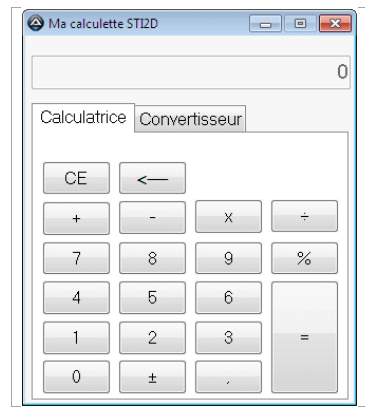 Ma calculette STI2D
0
Calculatrice Convertisseur
CE <—
+ - x ÷
7 8 9 %
4 5 6
1 2 3 =
0 ± ,